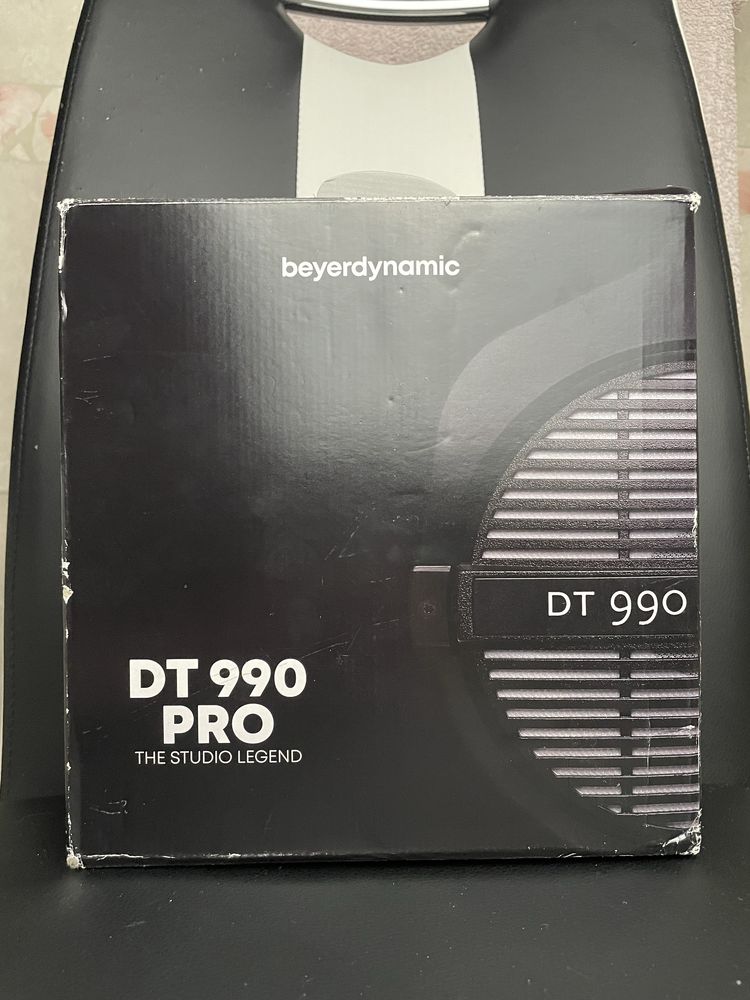 beyerdynamic
DT 990
DT 990
PRO
THE STUDIO LEGEND